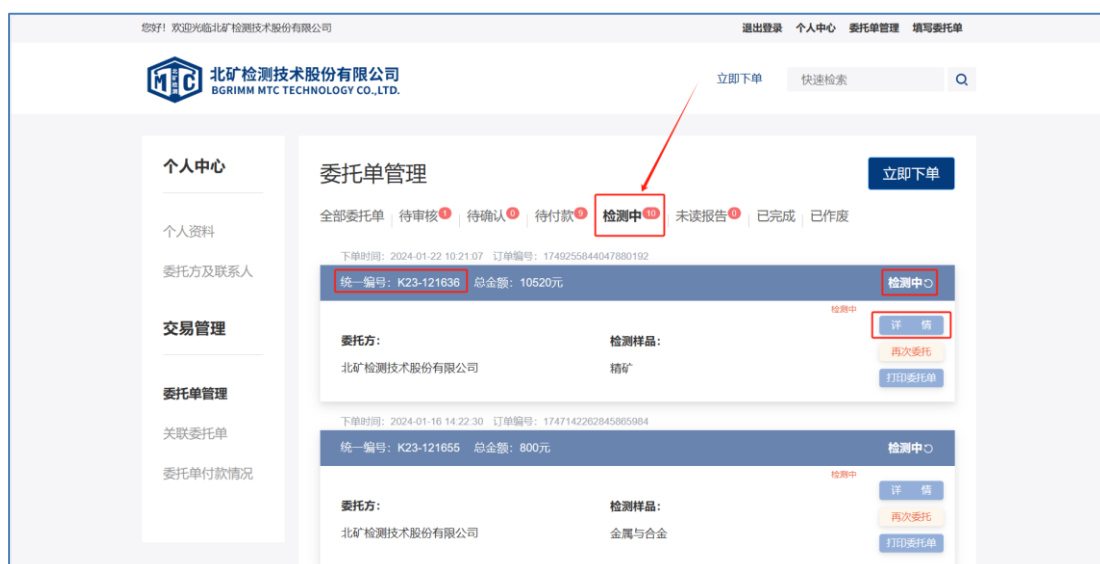 您好！欢迎光临北矿检测技术股份有限公司 退出登录 个人中心 委托单管理 填写委托单
MTC 北矿检测技术股份有限公司 立即下单 快速检索
BGRIMM MTC TECHNOLOGY CO.,LTD.
个人中心
个人资料
委托方及联系人
交易管理
委托单管理
关联委托单
委托单付款情况
委托单管理 立即下单
全部委托单 待审核1 待确认0 待付款9 检测中10 未读报告0 已完成 已作废
下单时间：2024-01-22 10:21:07 订单编号：1749255844047880192
统一编号：K23-121636 总金额：10520元 检测中
检测中
详 情
委托方： 检测样品： 再次委托
北矿检测技术股份有限公司 精矿 打印委托单
下单时间：2024-01-16 14:22:30 订单编号：1747142262845865984
统一编号：K23-121655 总金额：800元 检测中
检测中
详 情
委托方： 检测样品： 再次委托
北矿检测技术股份有限公司 金属与合金 打印委托单